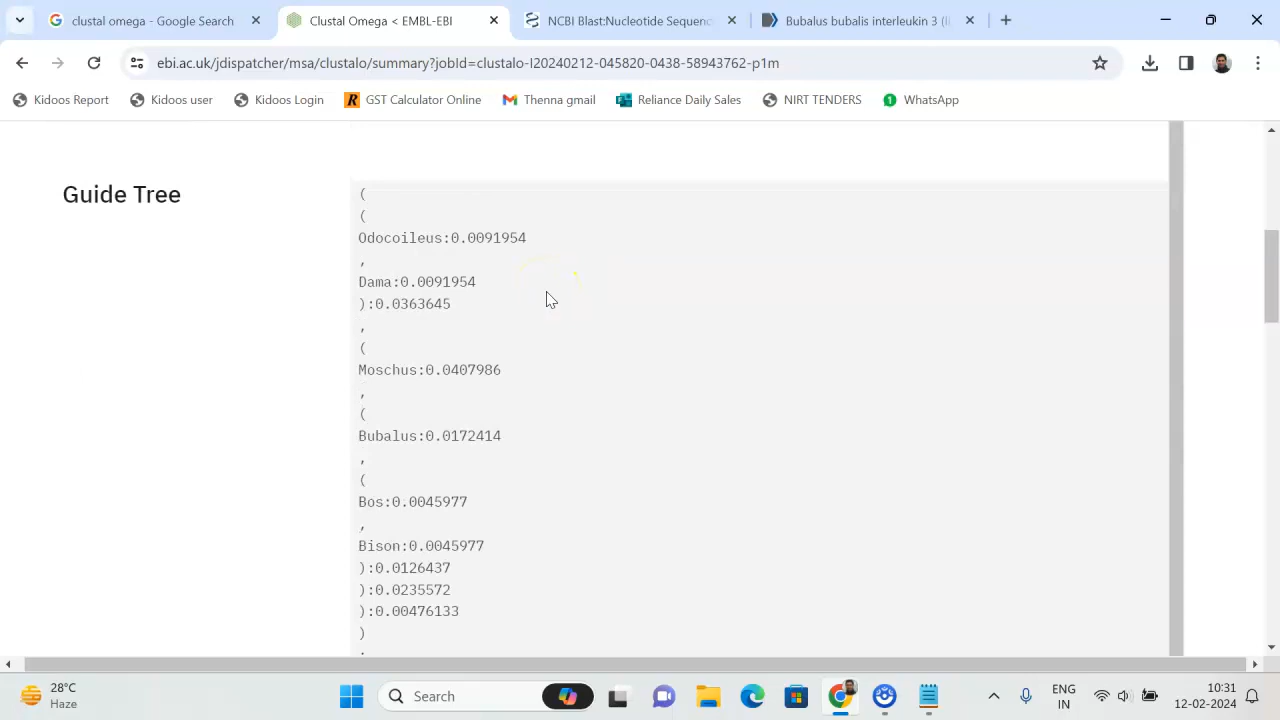 clustal omega - Google Search
Clustal Omega < EMBL-EBI
NCBI Blast:Nucleotide Sequenc
Bubalus bubalis interleukin 3 (I
ebi.ac.uk/jdispatcher/msa/clustalo/summary?jobId=clustalo-I20240212-045820-0438-58943762-p1m
Kidoos Report
Kidoos user
Kidoos Login
GST Calculator Online
Thenna gmail
Reliance Daily Sales
NIRT TENDERS
WhatsApp
Guide Tree
(
(
Odocoileus:0.0091954
,
Dama:0.0091954
):0.0363645
,
(
Moschus:0.0407986
,
(
Bubalus:0.0172414
,
(
Bos:0.0045977
,
Bison:0.0045977
):0.0126437
):0.0235572
):0.00476133
)
28°C
Haze
Search
ENG
IN
10:31
12-02-2024